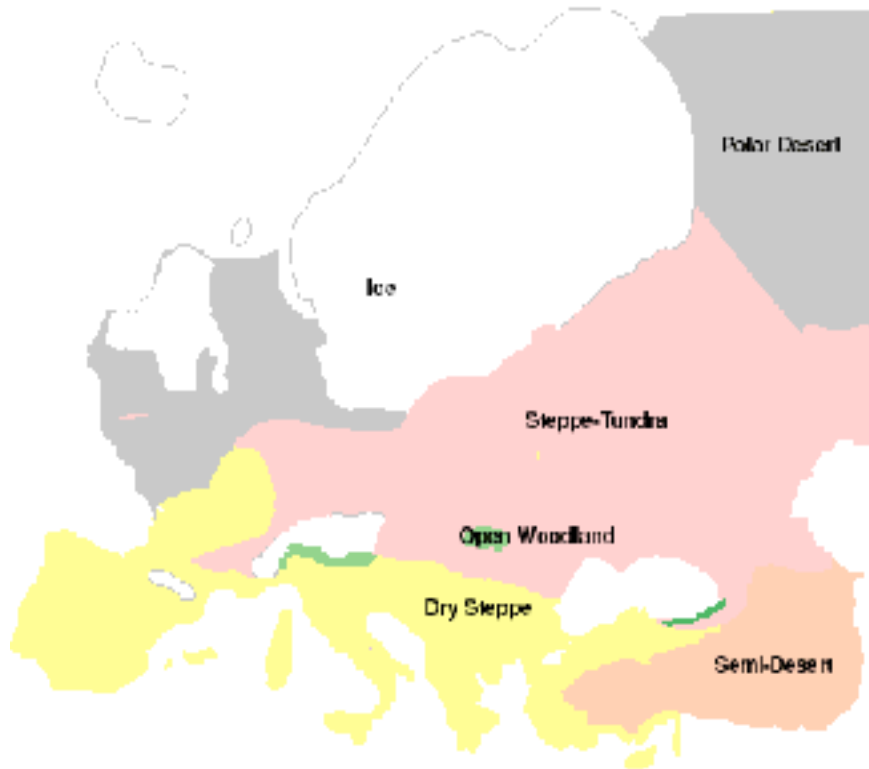 Polar Desert
Ice
Steppe-Tundra
Open Woodland
Dry Steppe
Semi-Desert